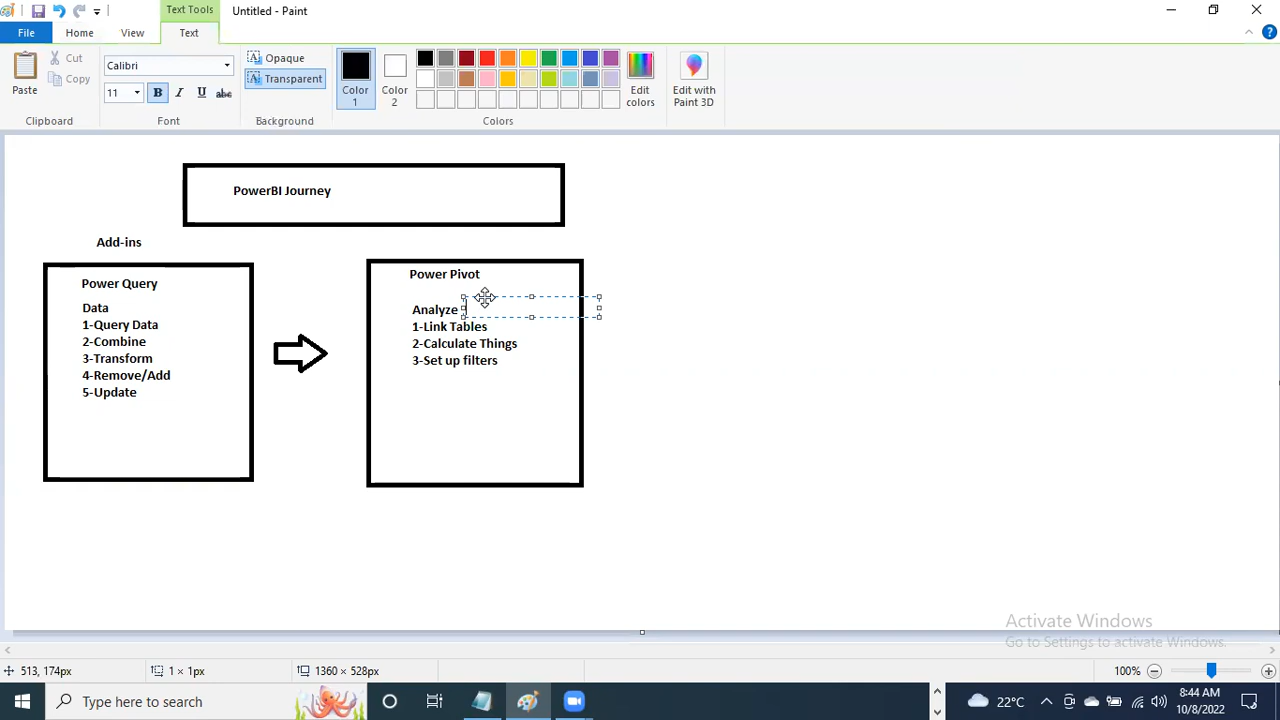 Text Tools
Untitled - Paint
File
Home
View
Text
Paste
Cut
Copy
Clipboard
Calibri
11
B
I
U
abc
Font
Opaque
Transparent
Background
Color 1
Color 2
Edit colors
Colors
Edit with Paint 3D
PowerBI Journey
Add-ins
Power Query
Data
1-Query Data
2-Combine
3-Transform
4-Remove/Add
5-Update
Power Pivot
Analyze
1-Link Tables
2-Calculate Things
3-Set up filters
Activate Windows
Go to Settings to activate Windows.
513, 174px
1 × 1px
1360 × 528px
100%
Type here to search
22°C
8:44 AM
10/8/2022